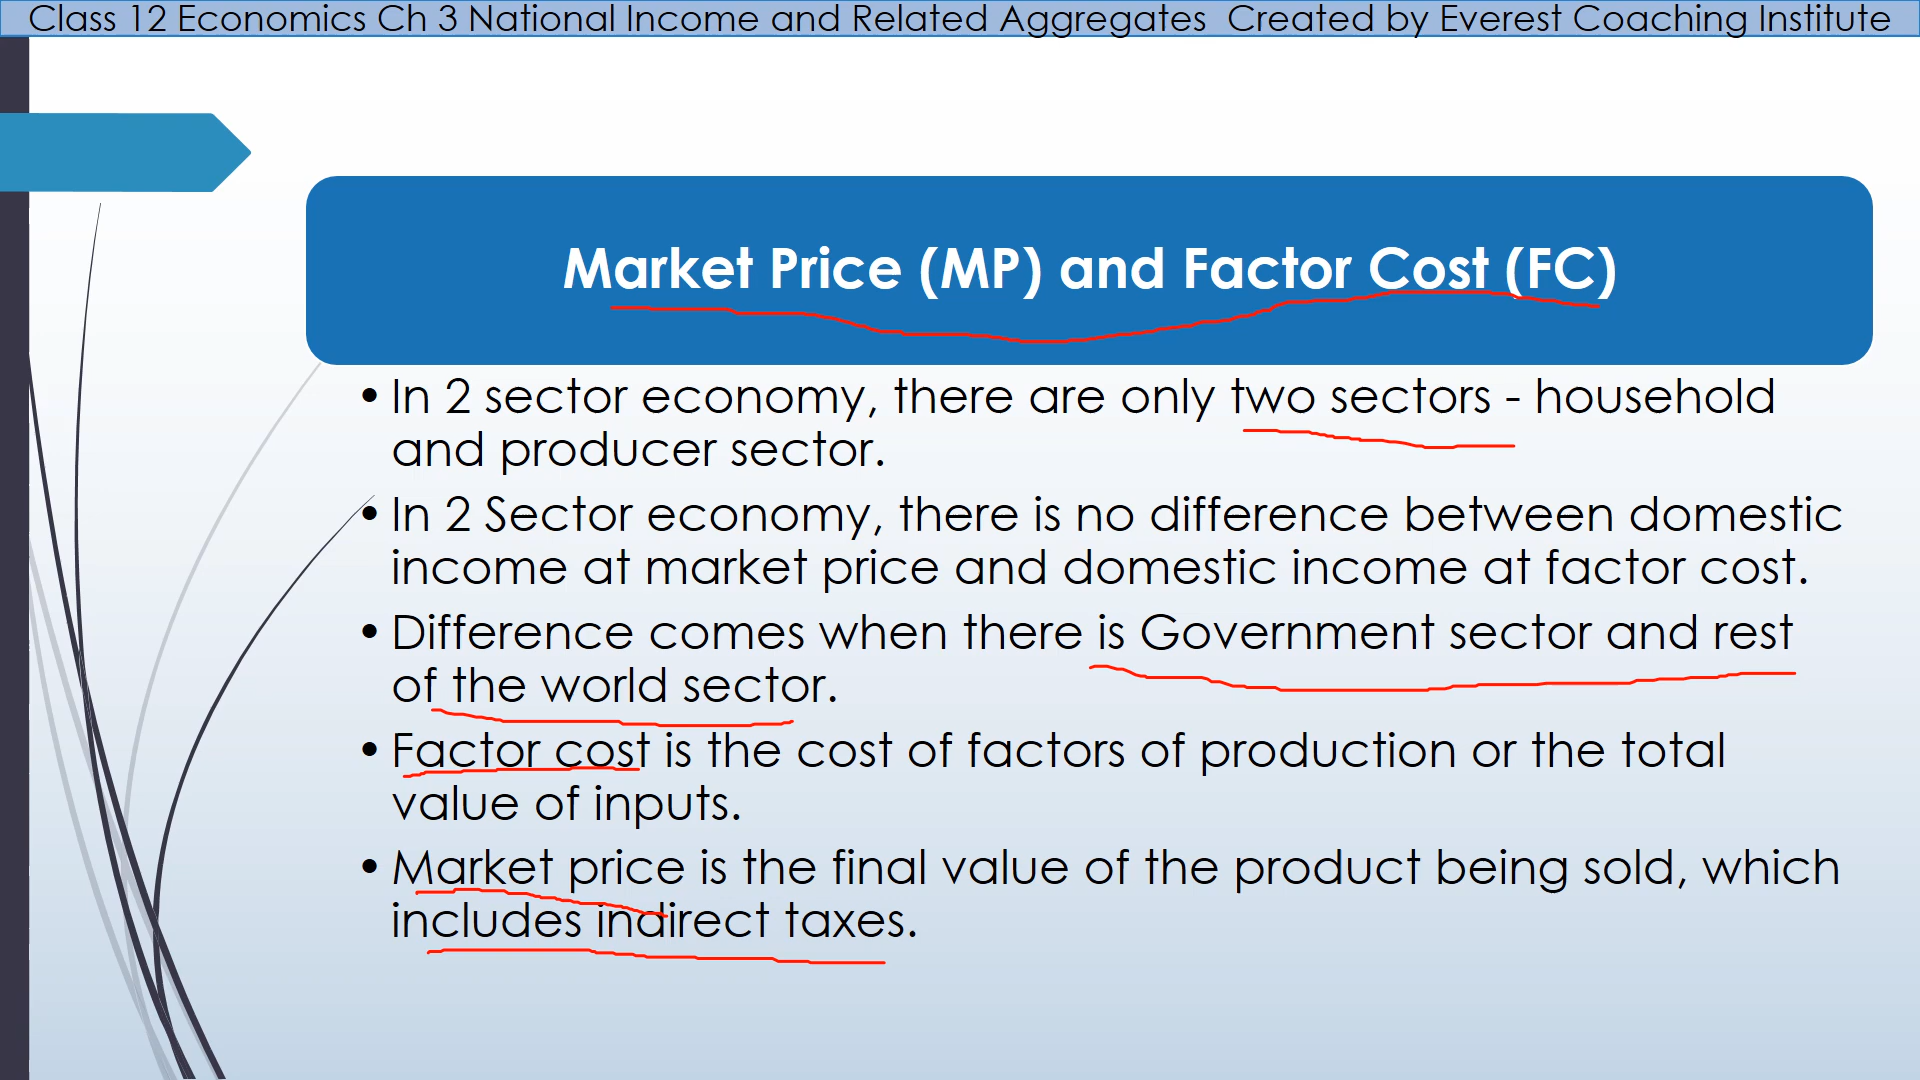 Class 12 Economics Ch 3 National Income and Related Aggregates  Created by Everest Coaching Institute
Market Price (MP) and Factor Cost (FC)
• In 2 sector economy, there are only two sectors - household
and producer sector.
• In 2 Sector economy, there is no difference between domestic
income at market price and domestic income at factor cost.
• Difference comes when there is Government sector and rest
of the world sector.
• Factor cost is the cost of factors of production or the total
value of inputs.
• Market price is the final value of the product being sold, which
includes indirect taxes.